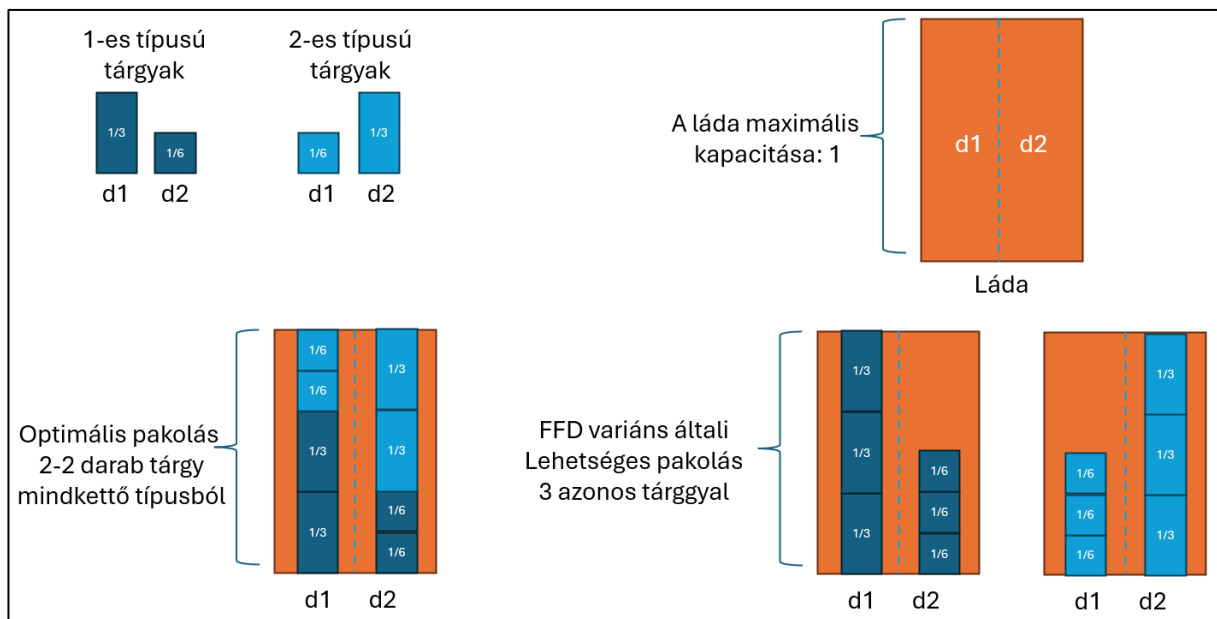 1-es típusú
tárgyak
1/3
1/6
d1
d2
2-es típusú
tárgyak
1/6
1/3
d1
d2
A láda maximális
kapacitása: 1
d1
d2
Láda
Optimális pakolás
2-2 darab tárgy
mindkettő típusból
1/6
1/6
1/3
1/3
1/3
1/3
1/6
1/6
d1
d2
FFD variáns általi
Lehetséges pakolás
3 azonos tárggyal
1/3
1/3
1/3
1/6
1/6
1/6
d1
d2
1/6
1/6
1/6
1/3
1/3
1/3
d1
d2